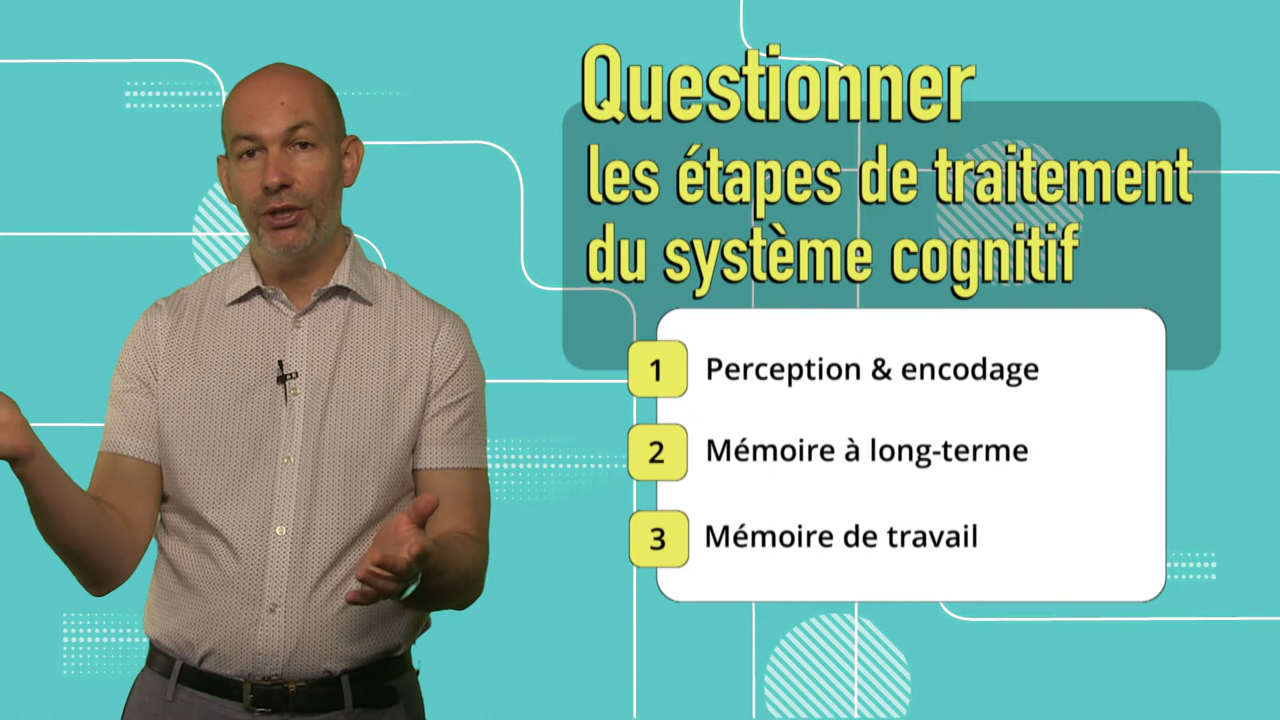 Questionner
les étapes de traitement
du système cognitif
1 Perception & encodage
2 Mémoire à long-terme
3 Mémoire de travail